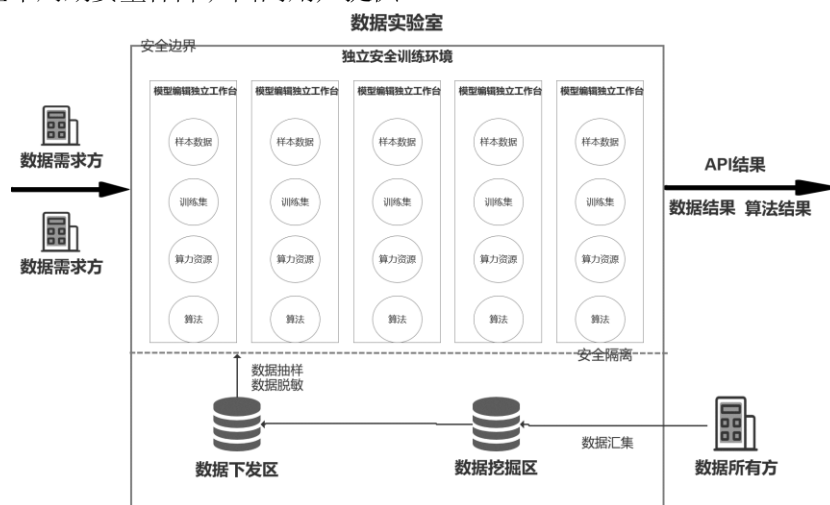 数据实验室
安全边界
独立安全训练环境
模型编辑独立工作台 模型编辑独立工作台 模型编辑独立工作台 模型编辑独立工作台 模型编辑独立工作台
样本数据 样本数据 样本数据 样本数据 样本数据
数据需求方
API结果
训练集 训练集 训练集 训练集 训练集
数据结果 算法结果
算力资源 算力资源 算力资源 算力资源 算力资源
数据需求方
算法 算法 算法 算法 算法
安全隔离
数据抽样
数据脱敏
数据汇集
数据下发区 数据挖掘区 数据所有方